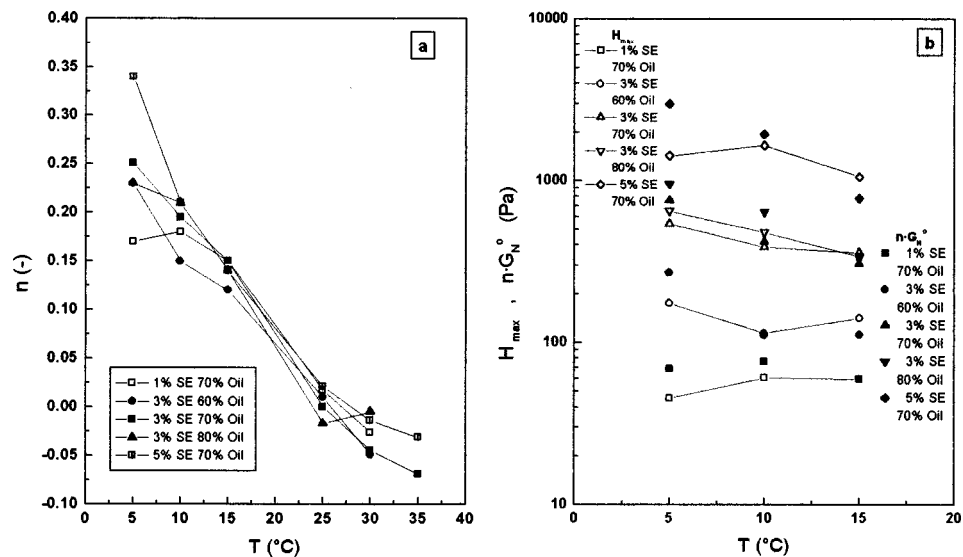 0.40
0.35
0.30
0.25
0.20
0.15
0.10
0.05
0.00
-0.05
-0.10
n (-)
a
1% SE 70% Oil
3% SE 60% Oil
3% SE 70% Oil
3% SE 80% Oil
5% SE 70% Oil
0 5 10 15 20 25 30 35 40
T (°C)
10000
1000
100
10
H_max , n·G_N° (Pa)
b
H_max
1% SE
70% Oil
3% SE
60% Oil
3% SE
70% Oil
3% SE
80% Oil
5% SE
70% Oil
n·G_N°
1% SE
70% Oil
3% SE
60% Oil
3% SE
70% Oil
3% SE
80% Oil
5% SE
70% Oil
0 5 10 15 20
T (°C)